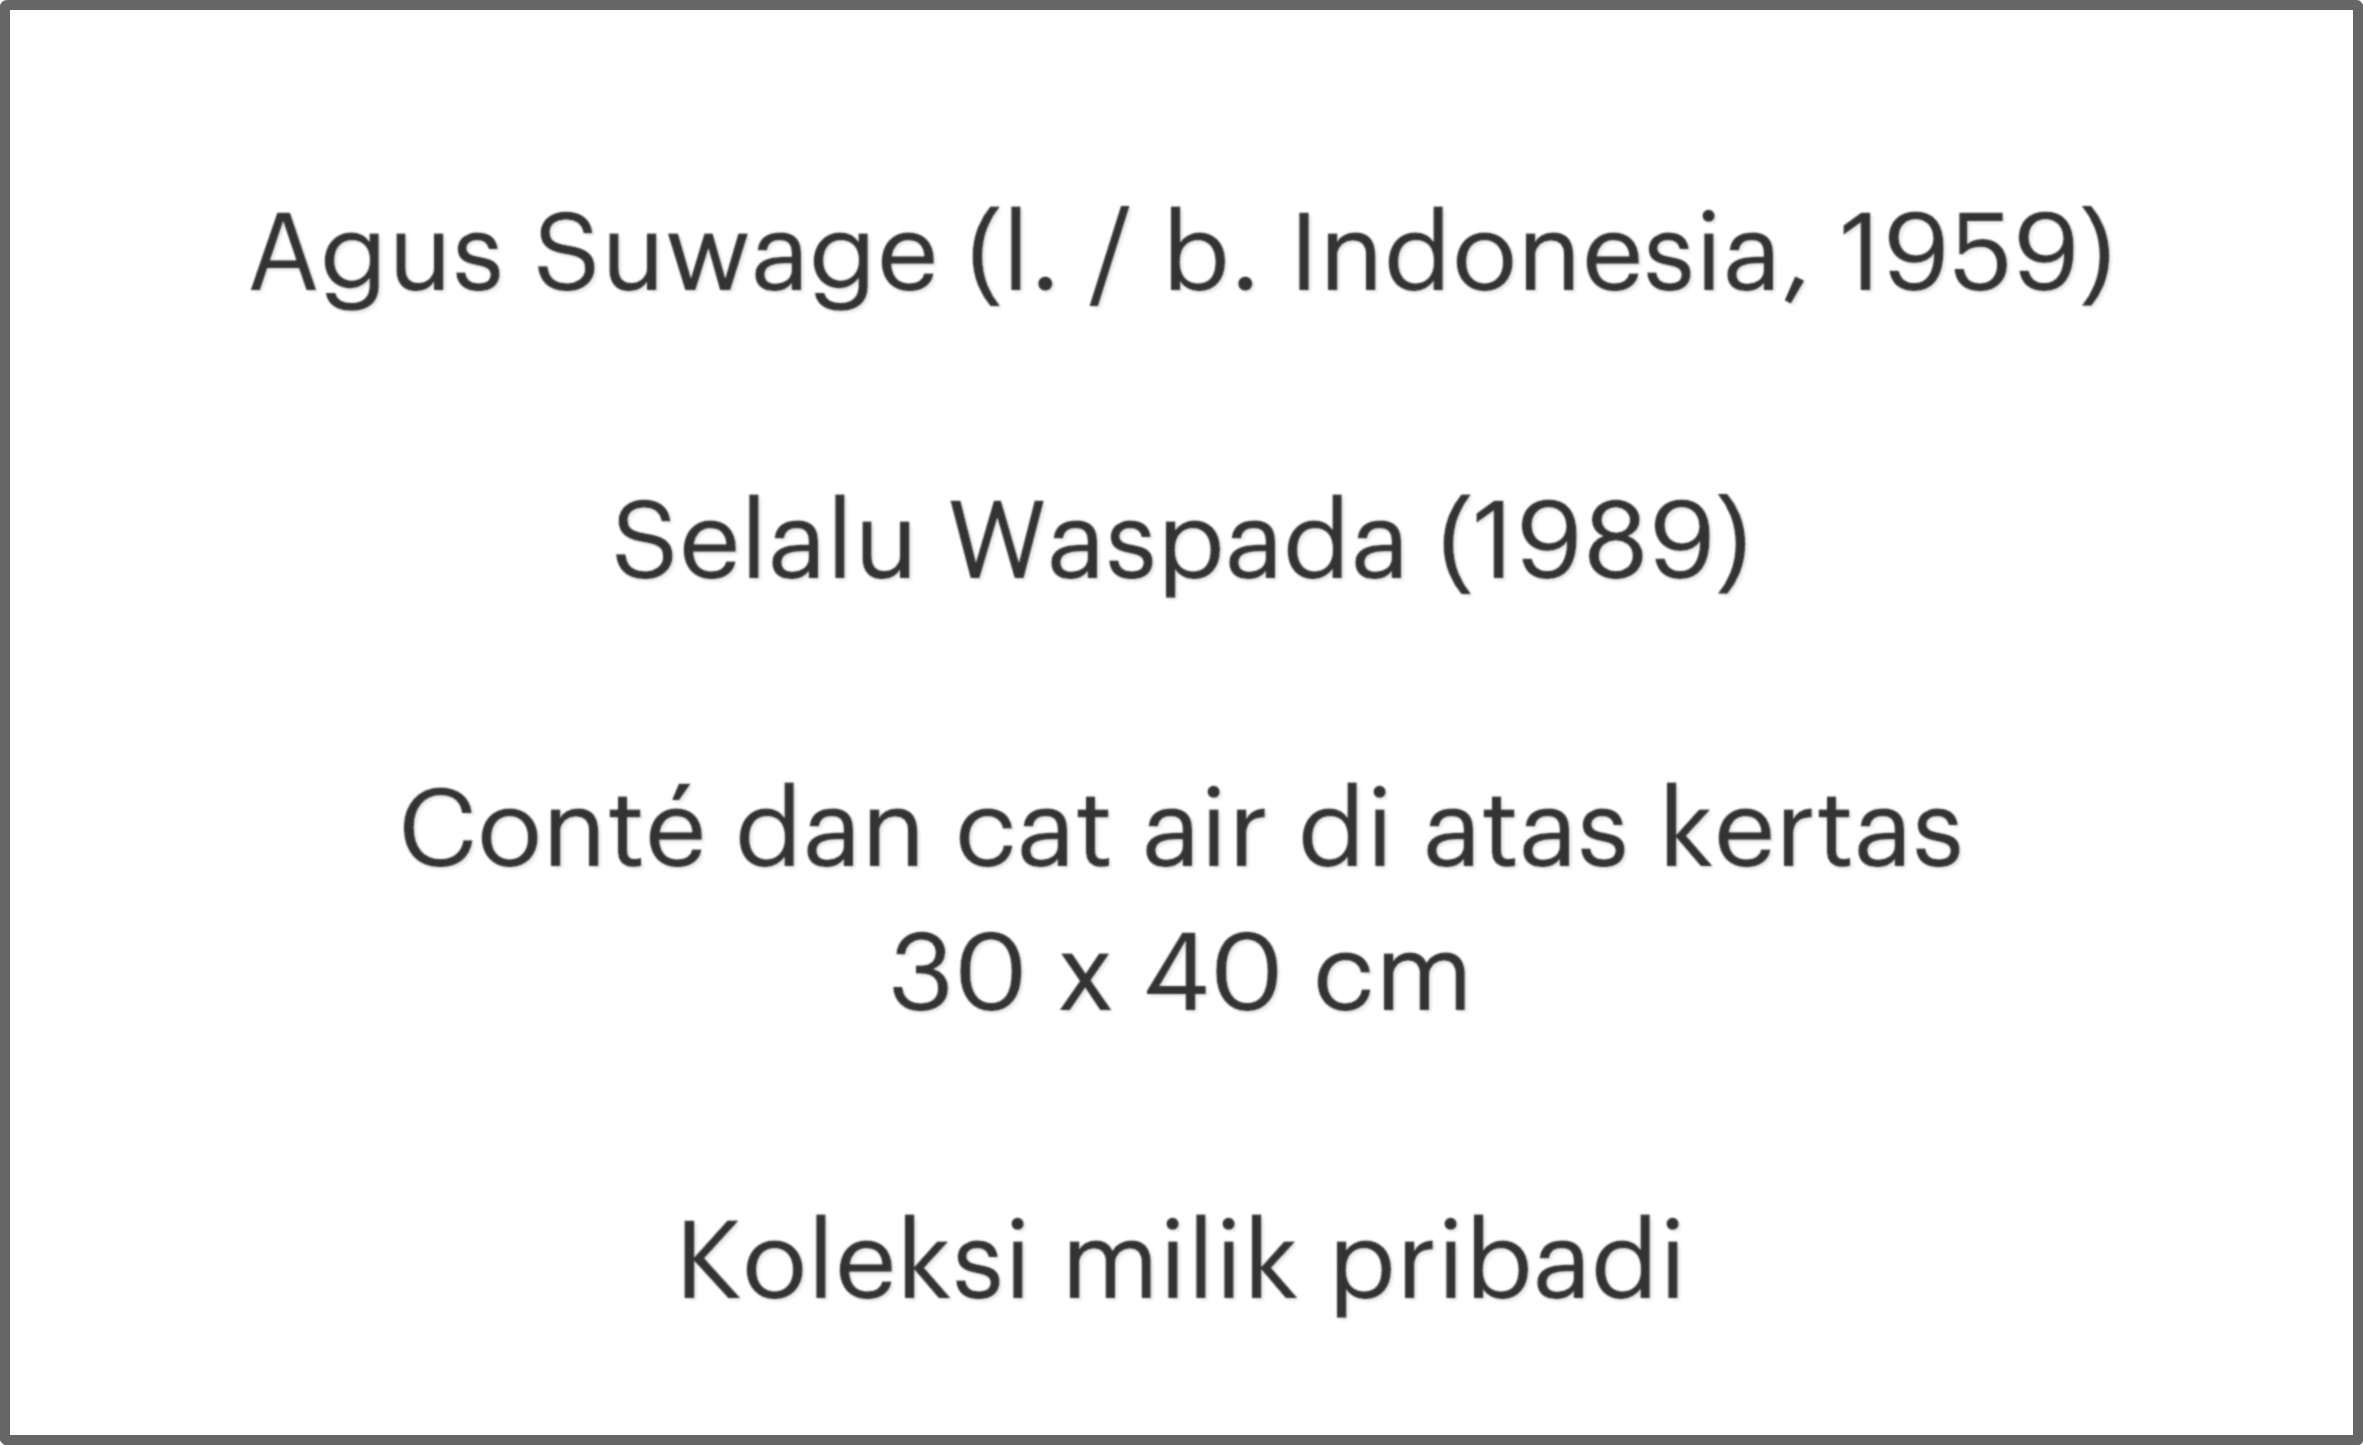 Agus Suwage (l. / b. Indonesia, 1959)
Selalu Waspada (1989)
Conté dan cat air di atas kertas
30 x 40 cm
Koleksi milik pribadi